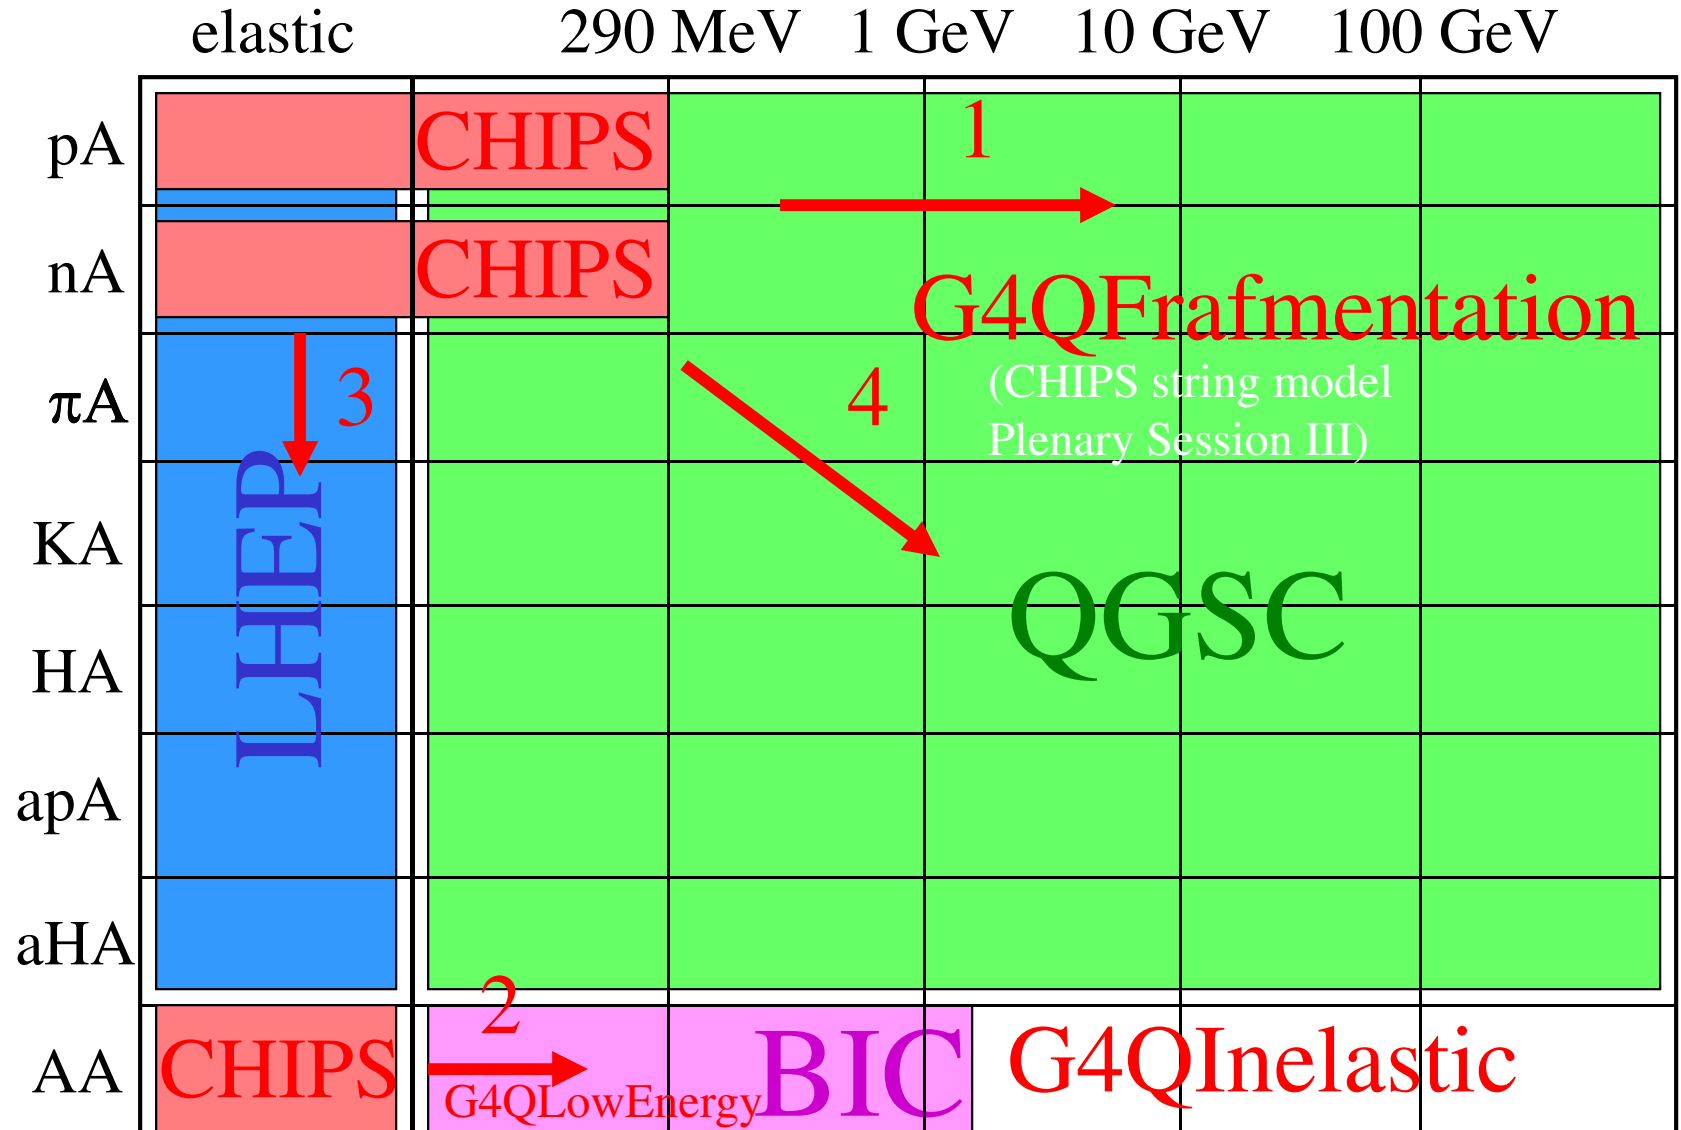 elastic 290 MeV 1 GeV 10 GeV 100 GeV
pA CHIPS 1
nA CHIPS G4QFrafmentation
πA 3 4 (CHIPS string model
Plenary Session III)
LHEP
KA
QGSC
HA
apA
aHA
2
AA CHIPS BIC G4QInelastic
G4QLowEnergy